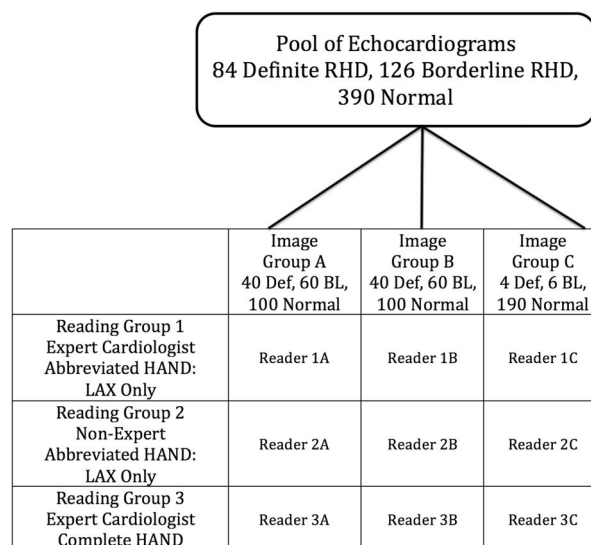 Pool of Echocardiograms
84 Definite RHD, 126 Borderline RHD,
390 Normal
Image
Group A
40 Def, 60 BL,
100 Normal
Image
Group B
40 Def, 60 BL,
100 Normal
Image
Group C
4 Def, 6 BL,
190 Normal
Reading Group 1
Expert Cardiologist
Abbreviated HAND:
LAX Only
Reader 1A
Reader 1B
Reader 1C
Reading Group 2
Non-Expert
Abbreviated HAND:
LAX Only
Reader 2A
Reader 2B
Reader 2C
Reading Group 3
Expert Cardiologist
Complete HAND
Reader 3A
Reader 3B
Reader 3C